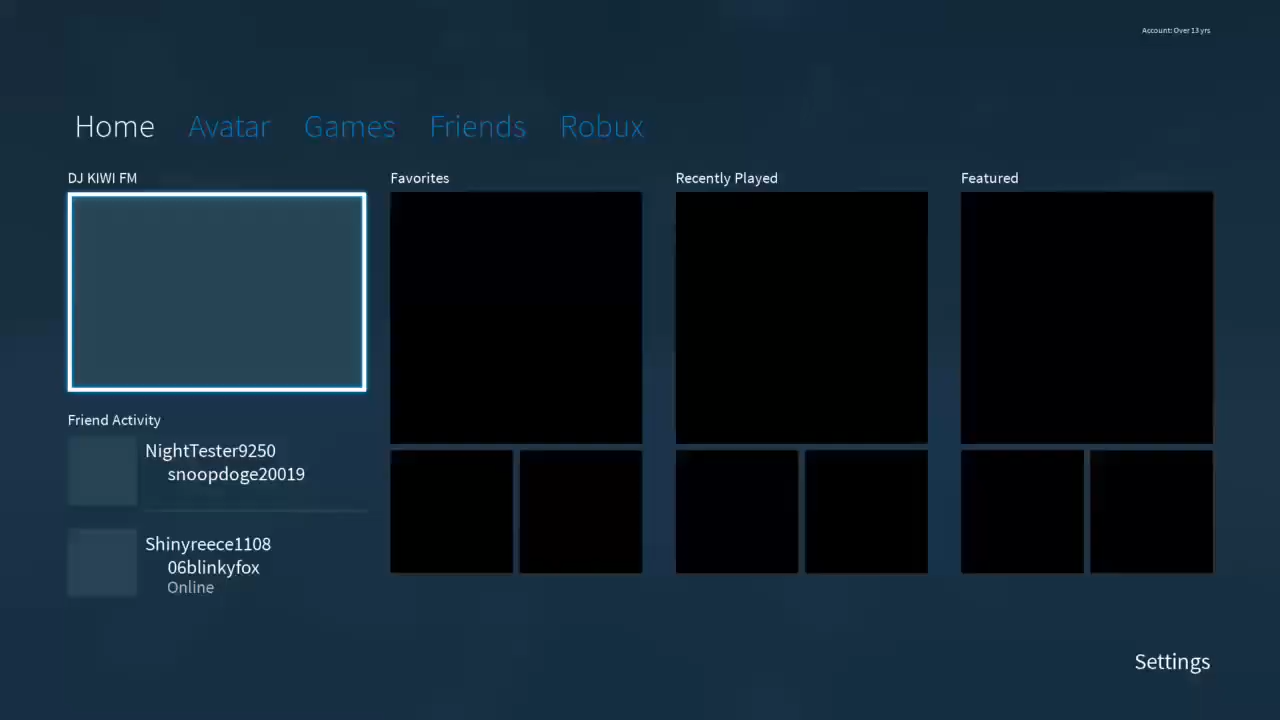 Account: Over 13 yrs
Home Avatar Games Friends Robux
DJ KIWI FM
Favorites
Recently Played
Featured
Friend Activity
NightTester9250
snoopdoge20019
Shinyreece1108
06blinkyfox
Online
Settings